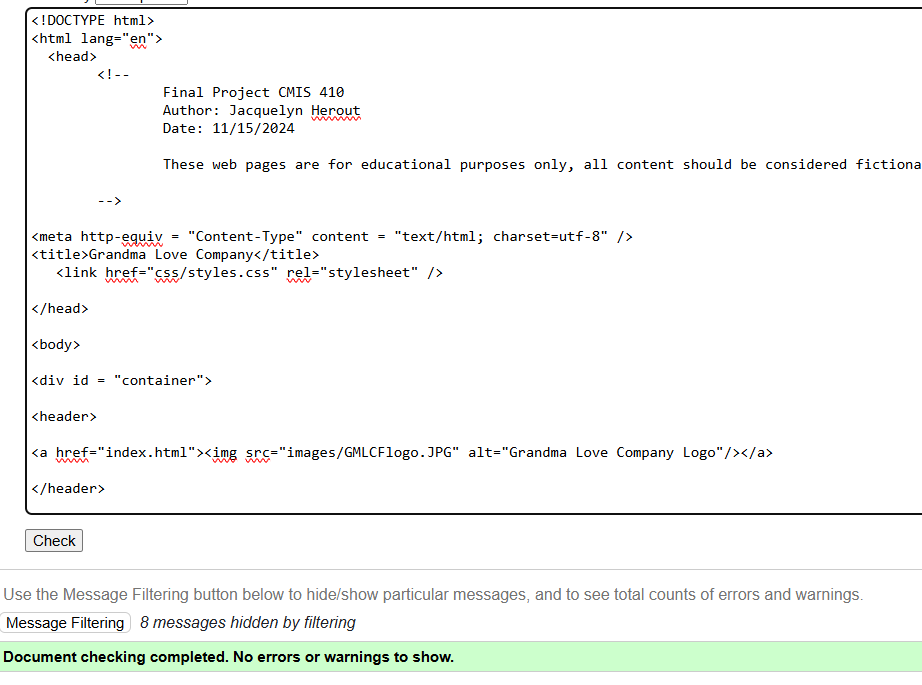 <!DOCTYPE html>
<html lang="en">
<head>
<!--
Final Project CMIS 410
Author: Jacquelyn Herout
Date: 11/15/2024
These web pages are for educational purposes only, all content should be considered fictiona
-->
<meta http-equiv = "Content-Type" content = "text/html; charset=utf-8" />
<title>Grandma Love Company</title>
<link href="css/styles.css" rel="stylesheet" />
</head>
<body>
<div id = "container">
<header>
<a href="index.html"><img src="images/GMLCFlogo.JPG" alt="Grandma Love Company Logo"/></a>
</header>
Check
Use the Message Filtering button below to hide/show particular messages, and to see total counts of errors and warnings.
Message Filtering 8 messages hidden by filtering
Document checking completed. No errors or warnings to show.